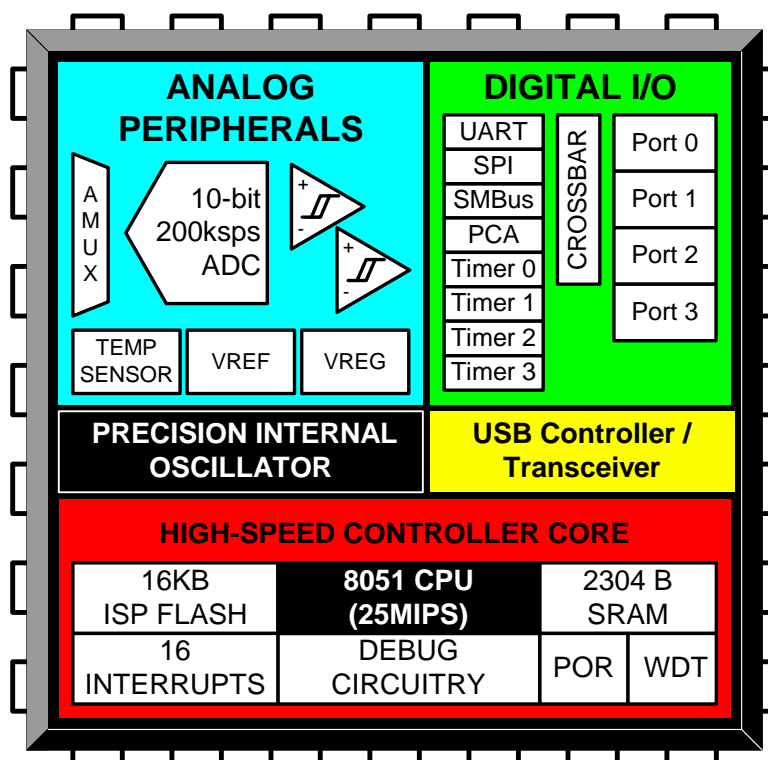 ANALOG
PERIPHERALS
A
M
U
X
10-bit
200ksps
ADC
+
-
+
-
TEMP
SENSOR
VREF
VREG
DIGITAL I/O
UART
SPI
SMBus
PCA
Timer 0
Timer 1
Timer 2
Timer 3
CROSSBAR
Port 0
Port 1
Port 2
Port 3
PRECISION INTERNAL
OSCILLATOR
USB Controller /
Transceiver
HIGH-SPEED CONTROLLER CORE
16KB
ISP FLASH
8051 CPU
(25MIPS)
2304 B
SRAM
16
INTERRUPTS
DEBUG
CIRCUITRY
POR
WDT